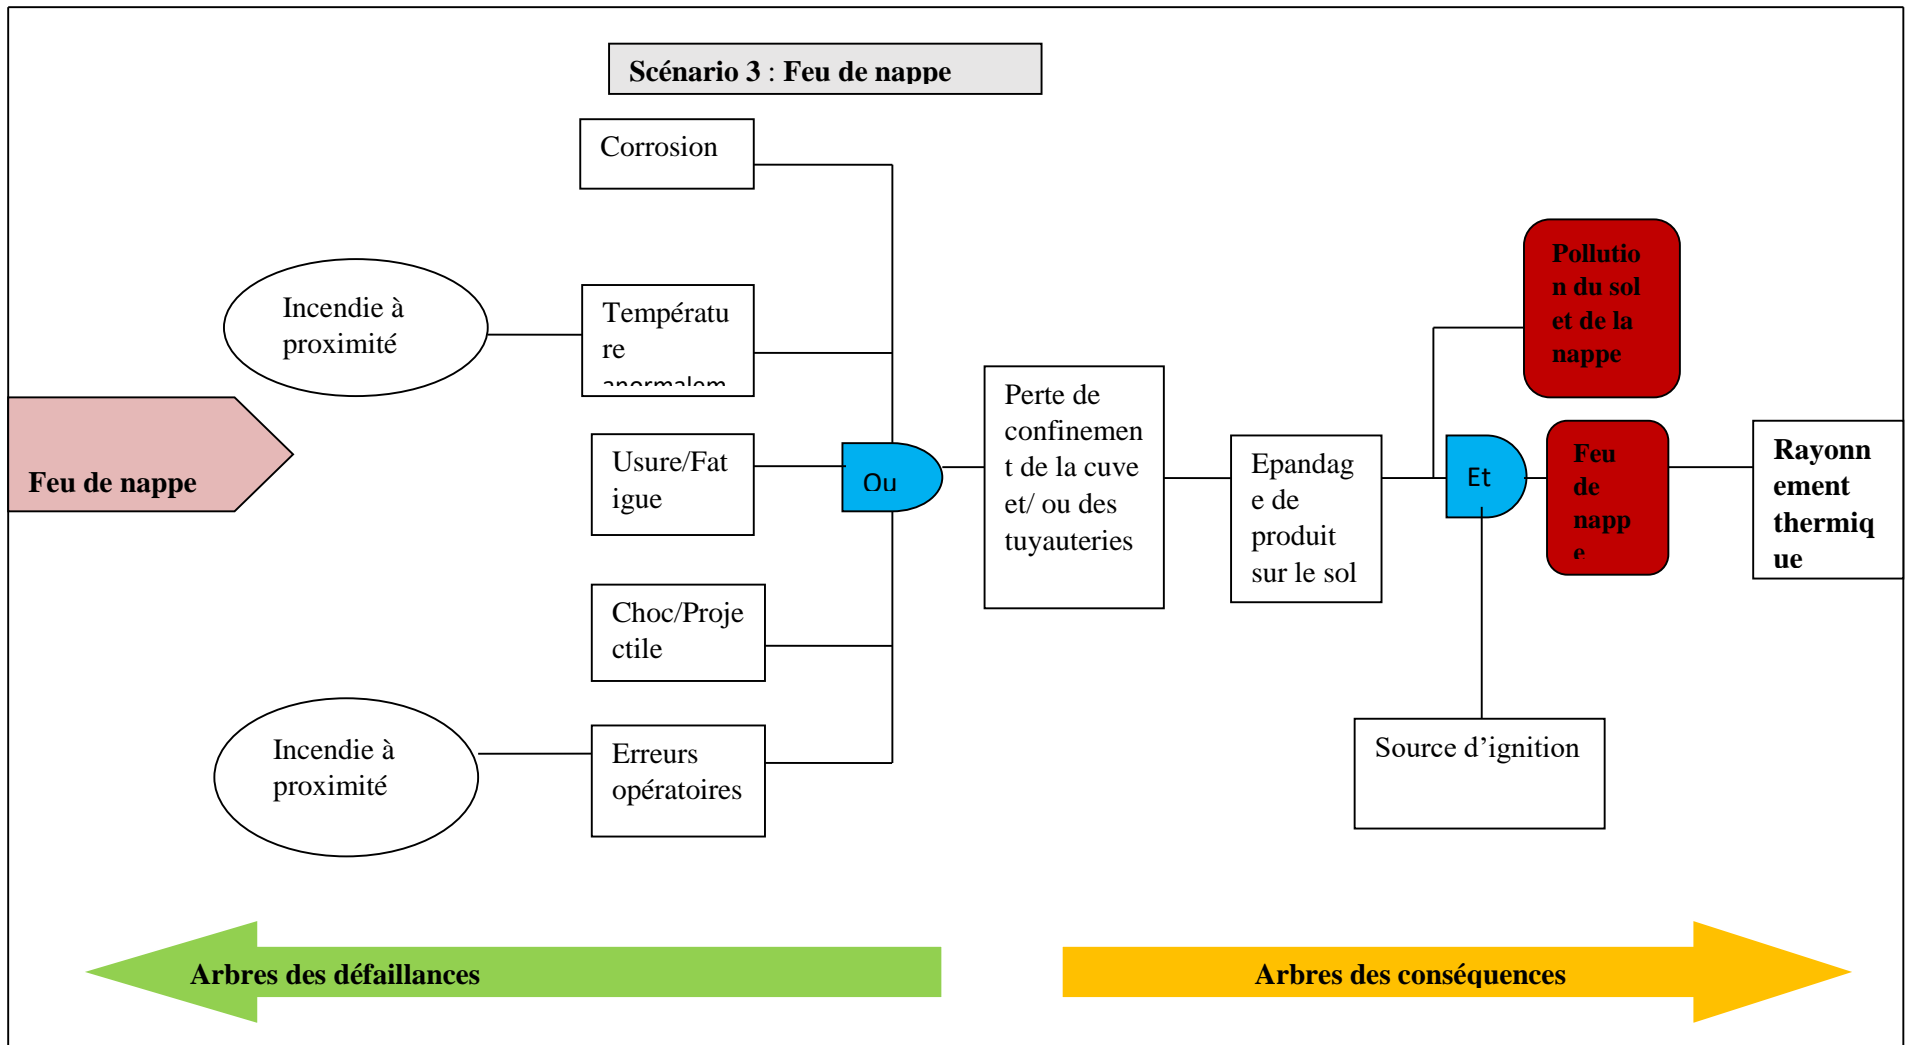 Scénario 3 : Feu de nappe
Corrosion
Incendie à
proximité
Températu
re
anormalem
Feu de nappe
Usure/Fat
igue
Ou
Choc/Proje
ctile
Incendie à
proximité
Erreurs
opératoires
Perte de
confinemen
t de la cuve
et/ ou des
tuyauteries
Epandag
e de
produit
sur le sol
Et
Pollutio
n du sol
et de la
nappe
Feu
de
napp
e
Rayonn
ement
thermiq
ue
Source d’ignition
Arbres des défaillances
Arbres des conséquences